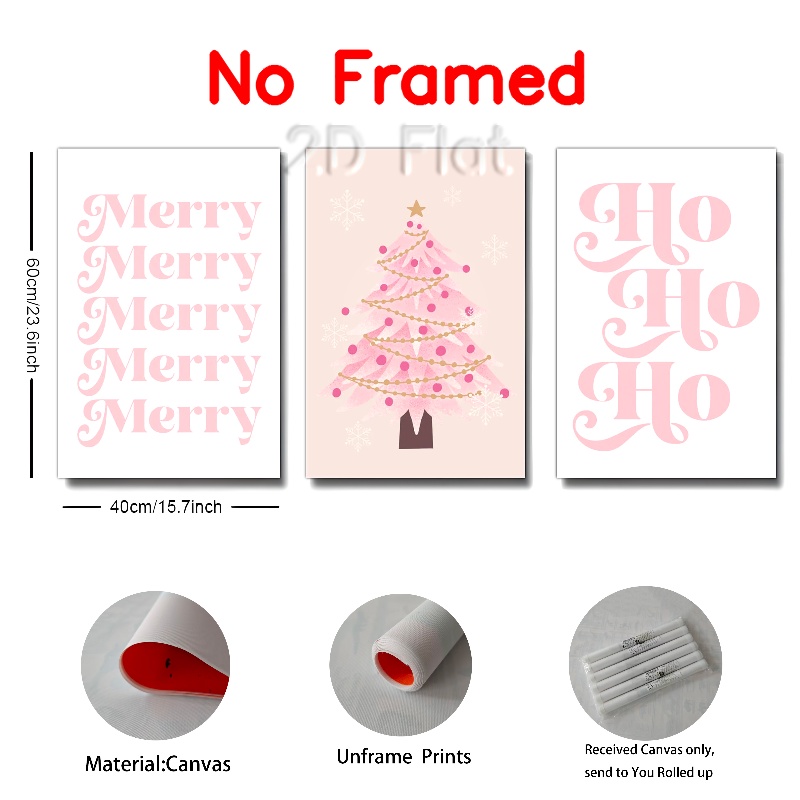 No Framed
2D Flat
Merry
Merry
Merry
Merry
Merry
Ho
Ho
Ho
60cm/23.6inch
40cm/15.7inch
Material:Canvas
Unframe Prints
Received Canvas only,
send to You Rolled up